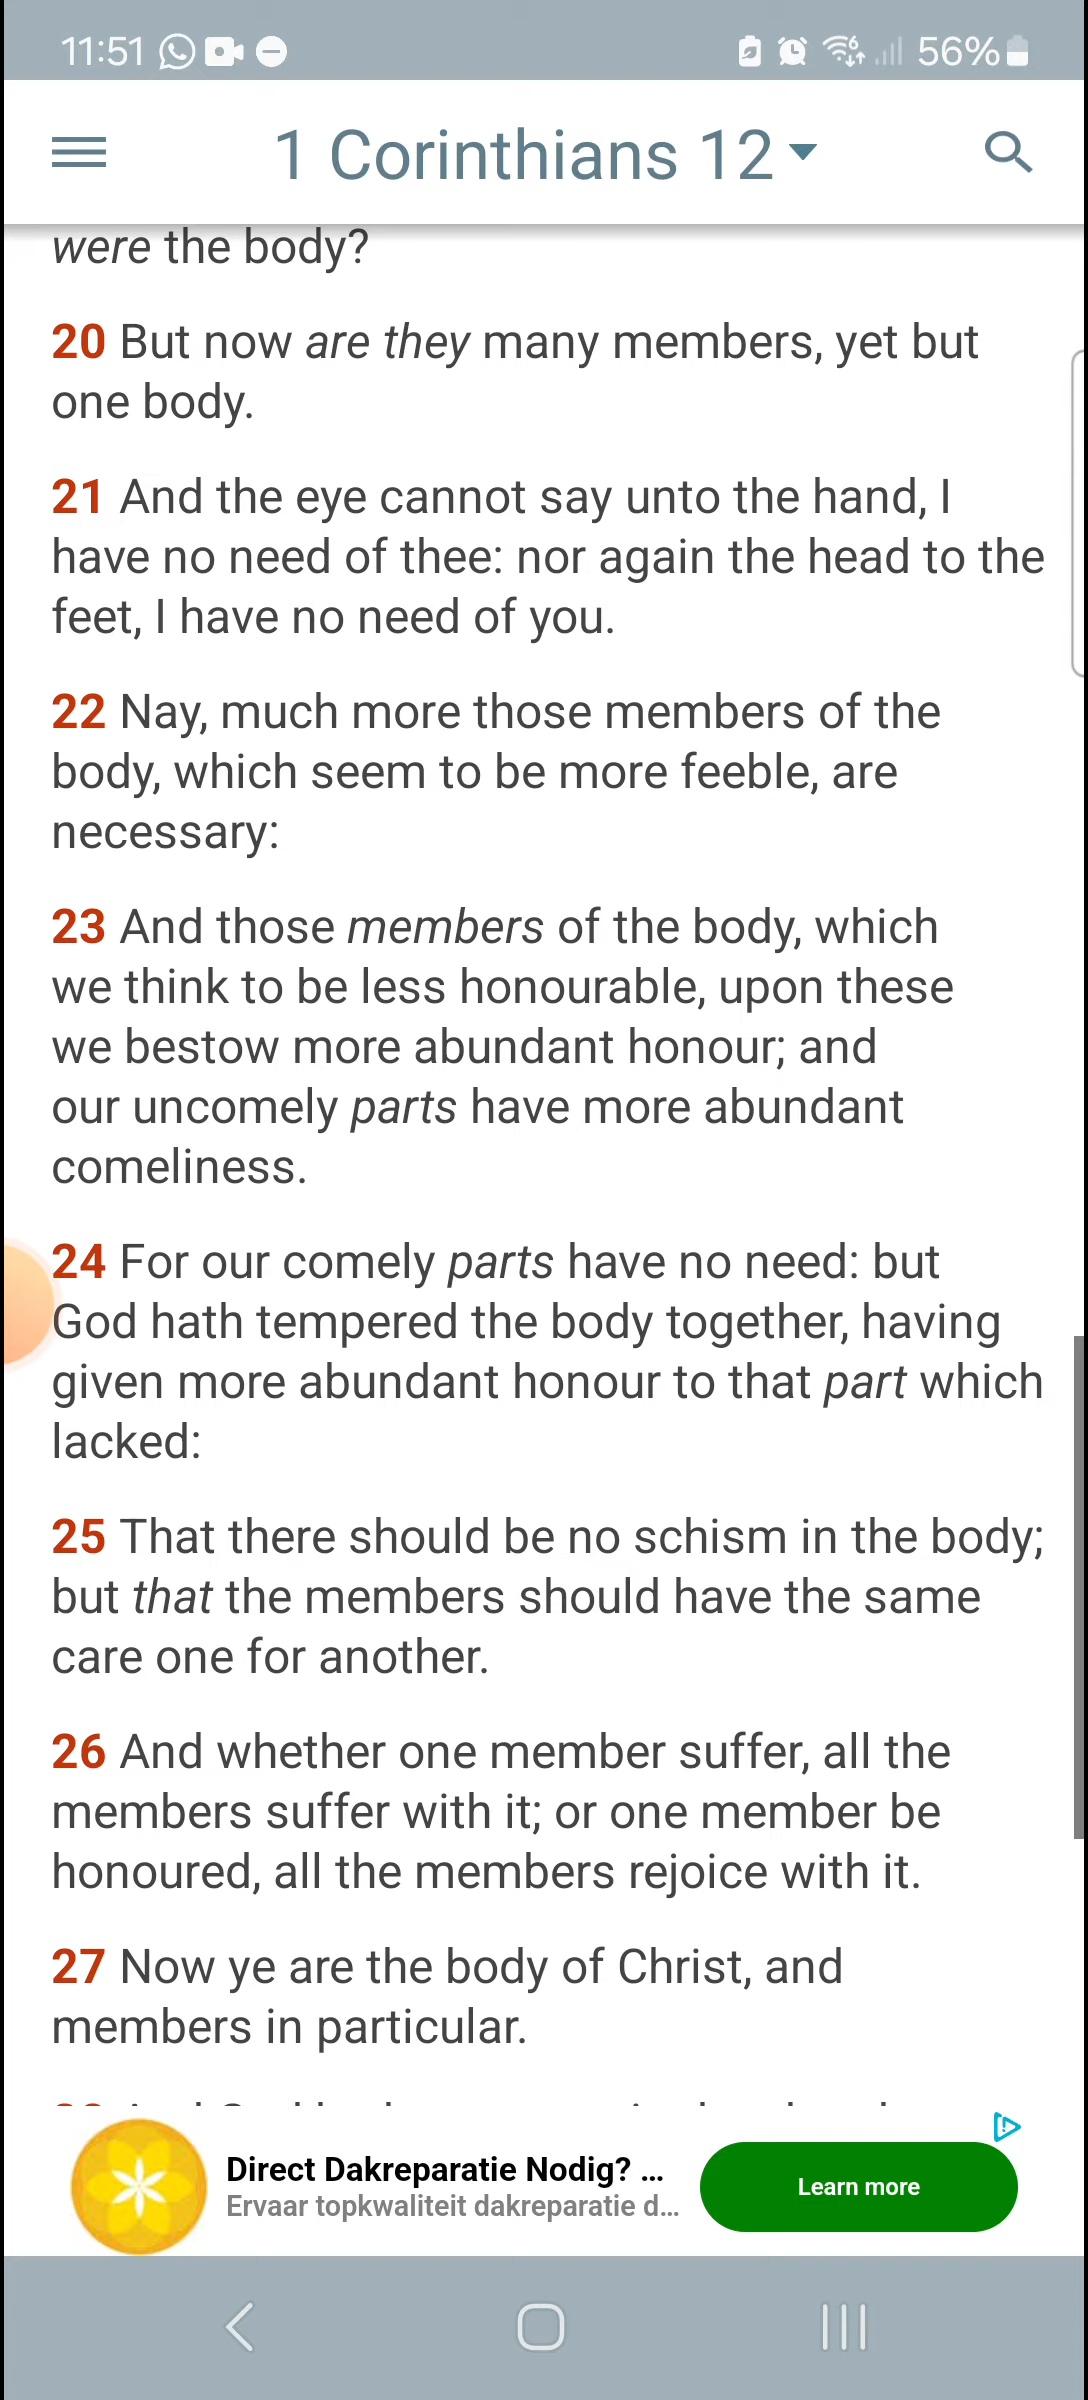 11:51 56%
1 Corinthians 12
were the body?
20 But now are they many members, yet but
one body.
21 And the eye cannot say unto the hand, I
have no need of thee: nor again the head to the
feet, I have no need of you.
22 Nay, much more those members of the
body, which seem to be more feeble, are
necessary:
23 And those members of the body, which
we think to be less honourable, upon these
we bestow more abundant honour; and
our uncomely parts have more abundant
comeliness.
24 For our comely parts have no need: but
God hath tempered the body together, having
given more abundant honour to that part which
lacked:
25 That there should be no schism in the body;
but that the members should have the same
care one for another.
26 And whether one member suffer, all the
members suffer with it; or one member be
honoured, all the members rejoice with it.
27 Now ye are the body of Christ, and
members in particular.
Direct Dakreparatie Nodig? ...
Ervaar topkwaliteit dakreparatie d...
Learn more